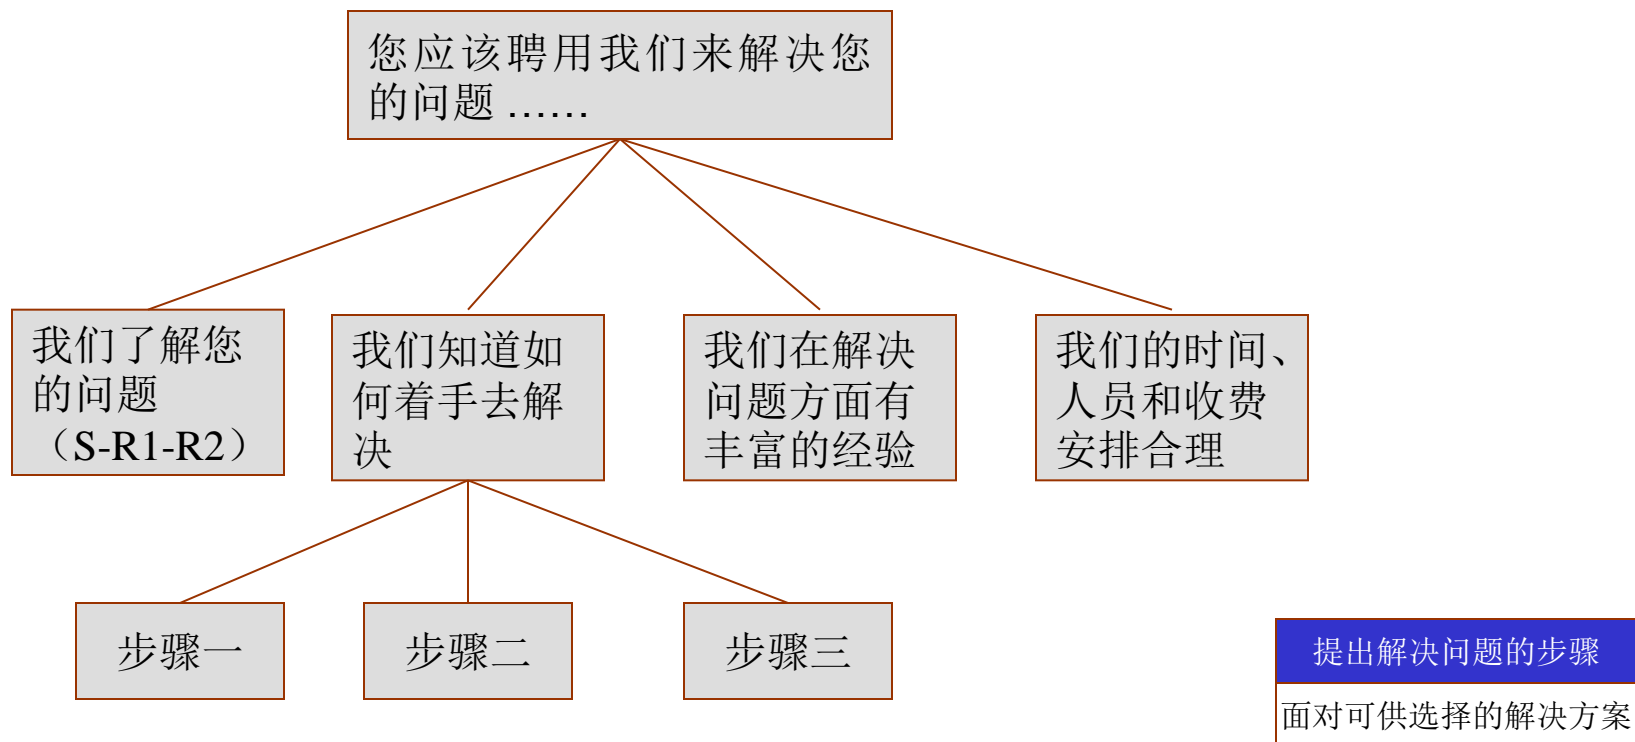 您应该聘用我们来解决您
的问题 ……
我们了解您
的问题
（S-R1-R2）
我们知道如
何着手去解
决
我们在解决
问题方面有
丰富的经验
我们的时间、
人员和收费
安排合理
步骤一
步骤二
步骤三
提出解决问题的步骤
面对可供选择的解决方案